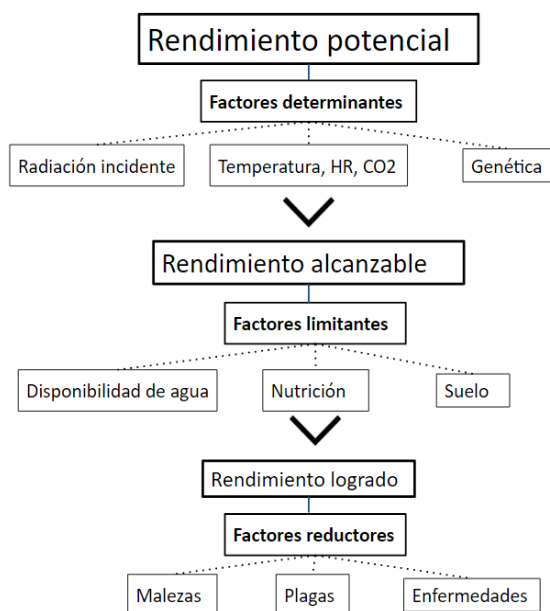 Rendimiento potencial
Factores determinantes
Radiación incidente
Temperatura, HR, CO2
Genética
Rendimiento alcanzable
Factores limitantes
Disponibilidad de agua
Nutrición
Suelo
Rendimiento logrado
Factores reductores
Malezas
Plagas
Enfermedades